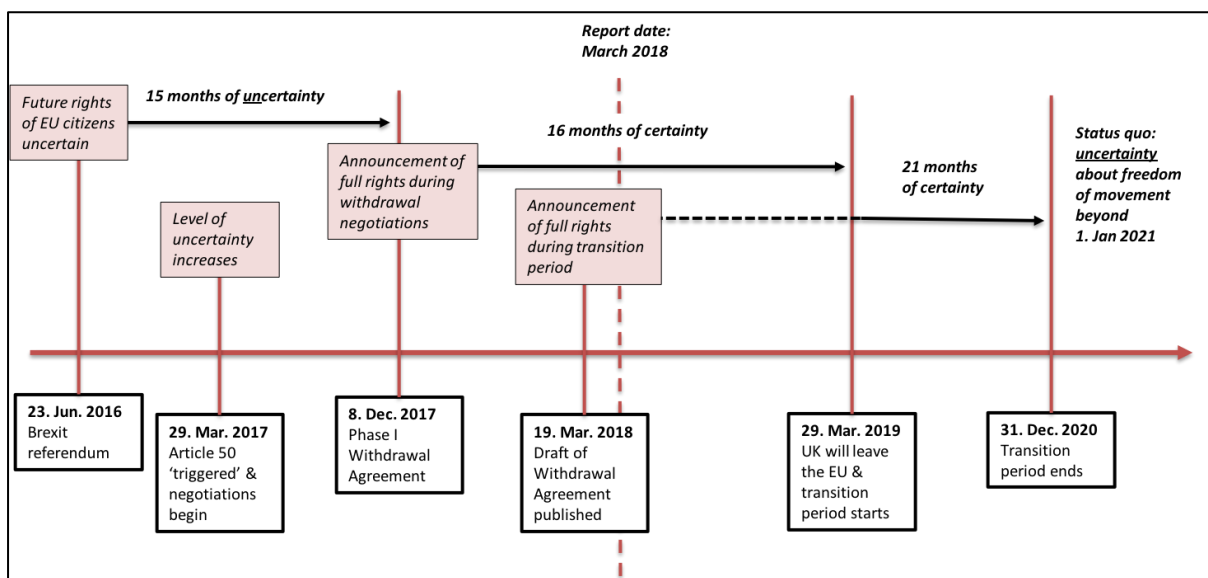 Report date:
March 2018
Future rights
of EU citizens
uncertain
15 months of uncertainty
Announcement of
full rights during
withdrawal
negotiations
16 months of certainty
Level of
uncertainty
increases
Announcement
of full rights
during transition
period
21 months
of certainty
Status quo:
uncertainty
about freedom
of movement
beyond
1. Jan 2021
23. Jun. 2016
Brexit
referendum
29. Mar. 2017
Article 50
‘triggered’ &
negotiations
begin
8. Dec. 2017
Phase I
Withdrawal
Agreement
19. Mar. 2018
Draft of
Withdrawal
Agreement
published
29. Mar. 2019
UK will leave
the EU &
transition
period starts
31. Dec. 2020
Transition
period ends